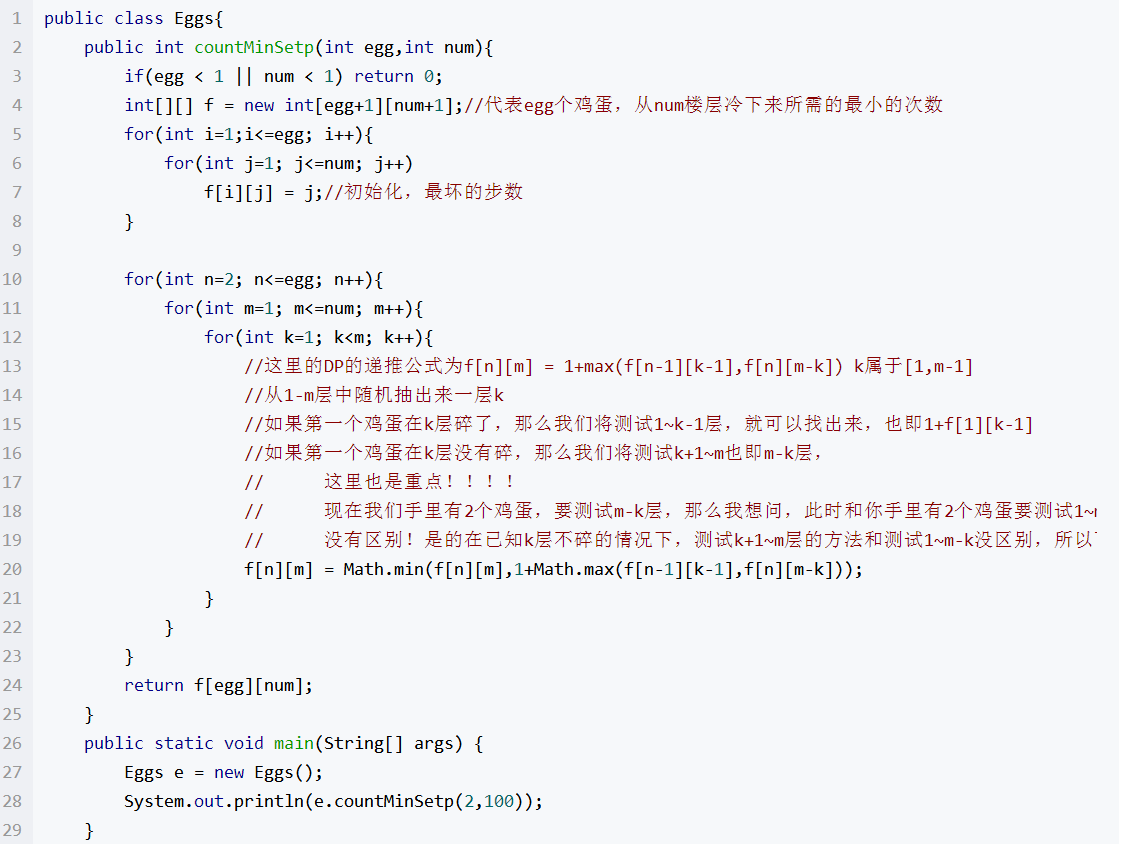 1 public class Eggs{
2 public int countMinSetp(int egg,int num){
3 if(egg < 1 || num < 1) return 0;
4 int[][] f = new int[egg+1][num+1];//代表egg个鸡蛋，从num楼层冷下来所需的最小的次数
5 for(int i=1;i<=egg; i++){
6 for(int j=1; j<=num; j++)
7 f[i][j] = j;//初始化，最坏的步数
8 }
9
10 for(int n=2; n<=egg; n++){
11 for(int m=1; m<=num; m++){
12 for(int k=1; k<m; k++){
13 //这里的DP的递推公式为f[n][m] = 1+max(f[n-1][k-1],f[n][m-k]) k属于[1,m-1]
14 //从1-m层中随机抽出来一层k
15 //如果第一个鸡蛋在k层碎了，那么我们将测试1~k-1层，就可以找出来，也即1+f[1][k-1]
16 //如果第一个鸡蛋在k层没有碎，那么我们将测试k+1~m也即m-k层，
17 // 这里也是重点！！！！
18 // 现在我们手里有2个鸡蛋，要测试m-k层，那么我想问，此时和你手里有2个鸡蛋要测试1~
19 // 没有区别！是的在已知k层不碎的情况下，测试k+1~m层的方法和测试1~m-k没区别，所以
20 f[n][m] = Math.min(f[n][m],1+Math.max(f[n-1][k-1],f[n][m-k]));
21 }
22 }
23 }
24 return f[egg][num];
25 }
26 public static void main(String[] args) {
27 Eggs e = new Eggs();
28 System.out.println(e.countMinSetp(2,100));
29 }